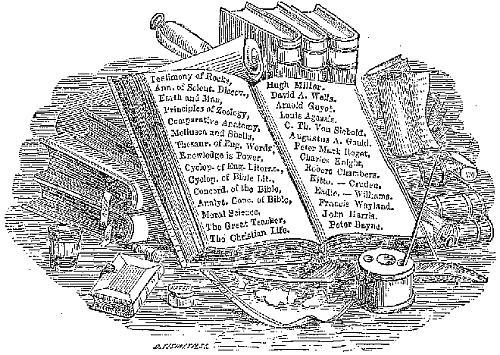 Testimony of Rocks,
Ann. of Scient. Discov.,
Earth and Man,
Principles of Zoology,
Comparative Anatomy,
Mollusca and Shells,
Thesaur. of Eng. Words,
Knowledge is Power,
Cyclop. of Eng. Literat.,
Cyclop. of Bible Lit.,
Concord. of the Bible,
Analyt. Conc. of Bible,
Moral Science,
The Great Teacher,
The Christian Life.
Hugh Miller.
David A. Wells.
Arnold Guyot.
Louis Agassiz.
C. Th. Von Siebold.
Augustus A. Gould.
Peter Mark Roget.
Charles Knight.
Robert Chambers.
Kitto. — Cruden.
Eadie. — Williams.
Francis Wayland.
John Harris.
Peter Bayne.